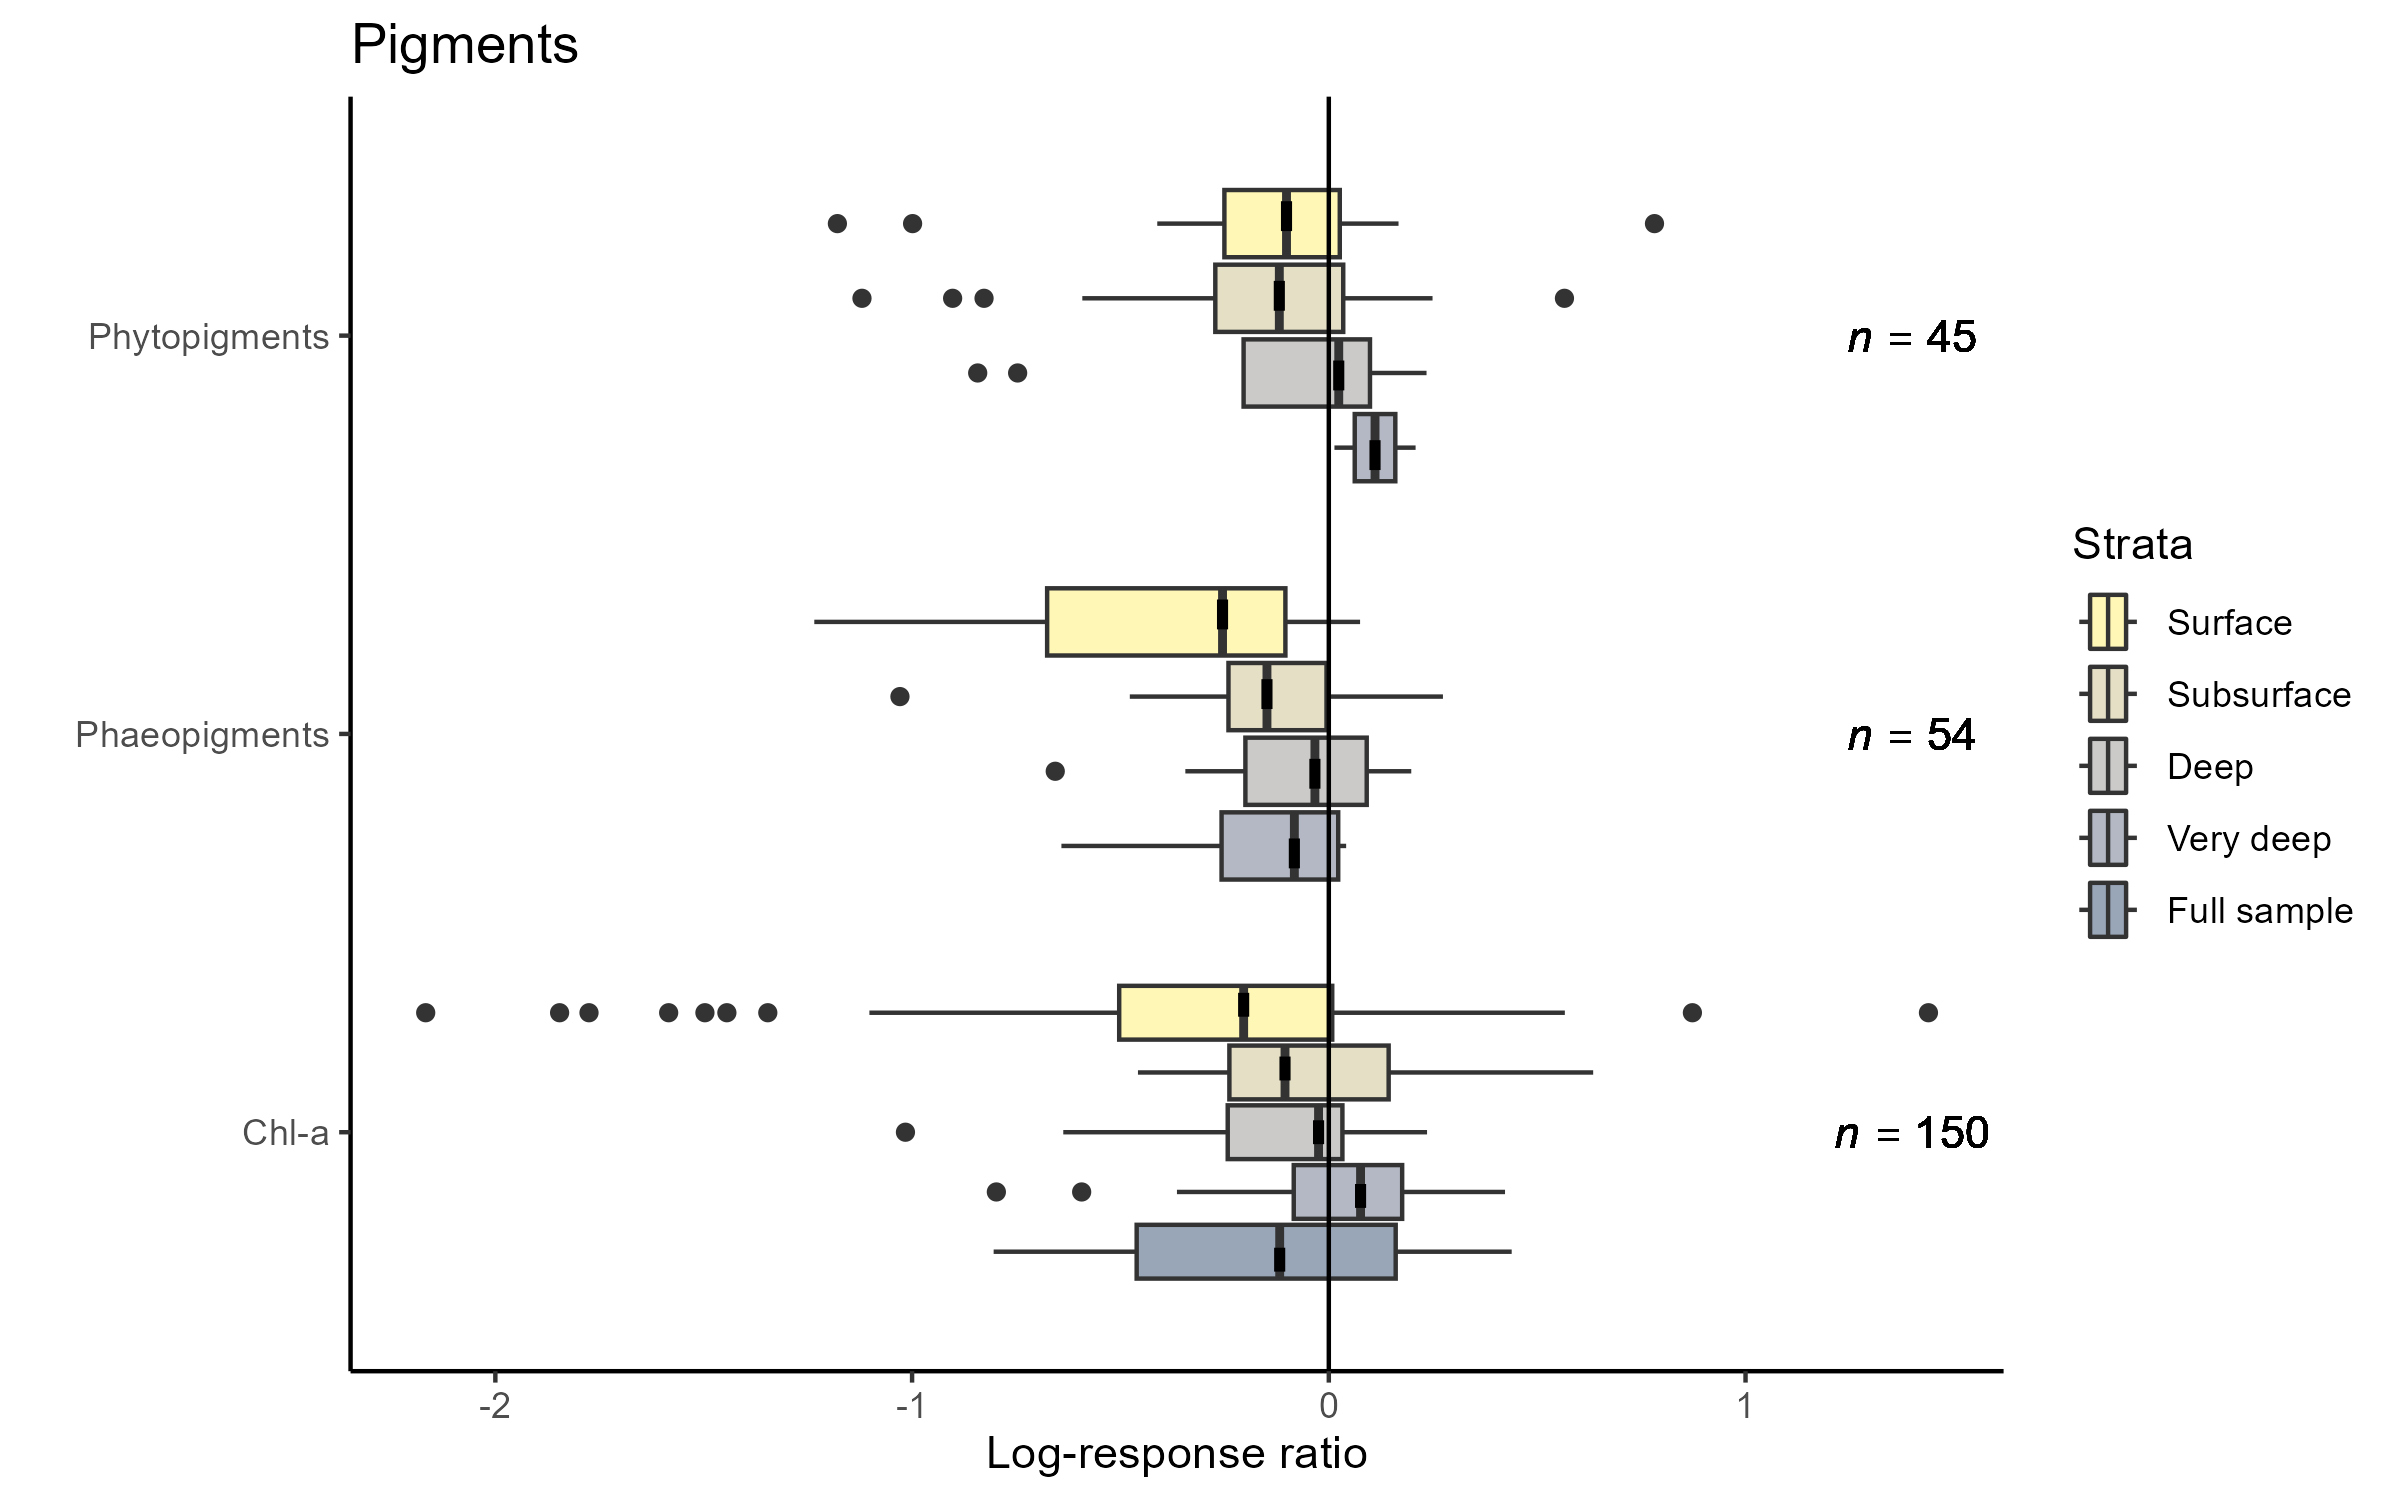 Pigments
Phytopigments
n = 45
Phaeopigments
n = 54
Chl-a
n = 150
-2
-1
0
1
Log-response ratio
Strata
Surface
Subsurface
Deep
Very deep
Full sample